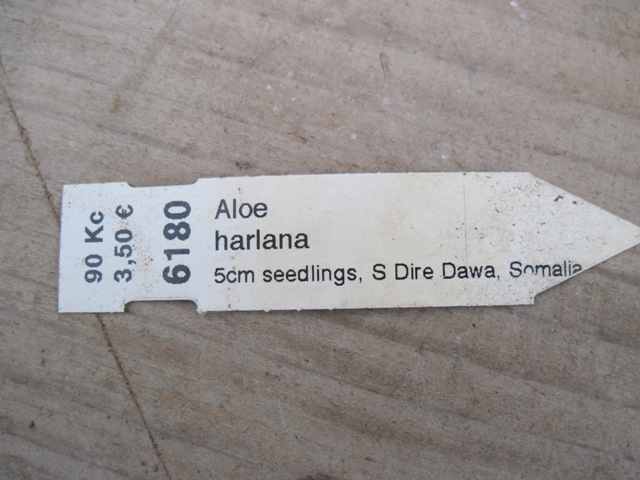 90 Kc
3,50 €
6180
Aloe
harlana
5cm seedlings, S Dire Dawa, Somalia